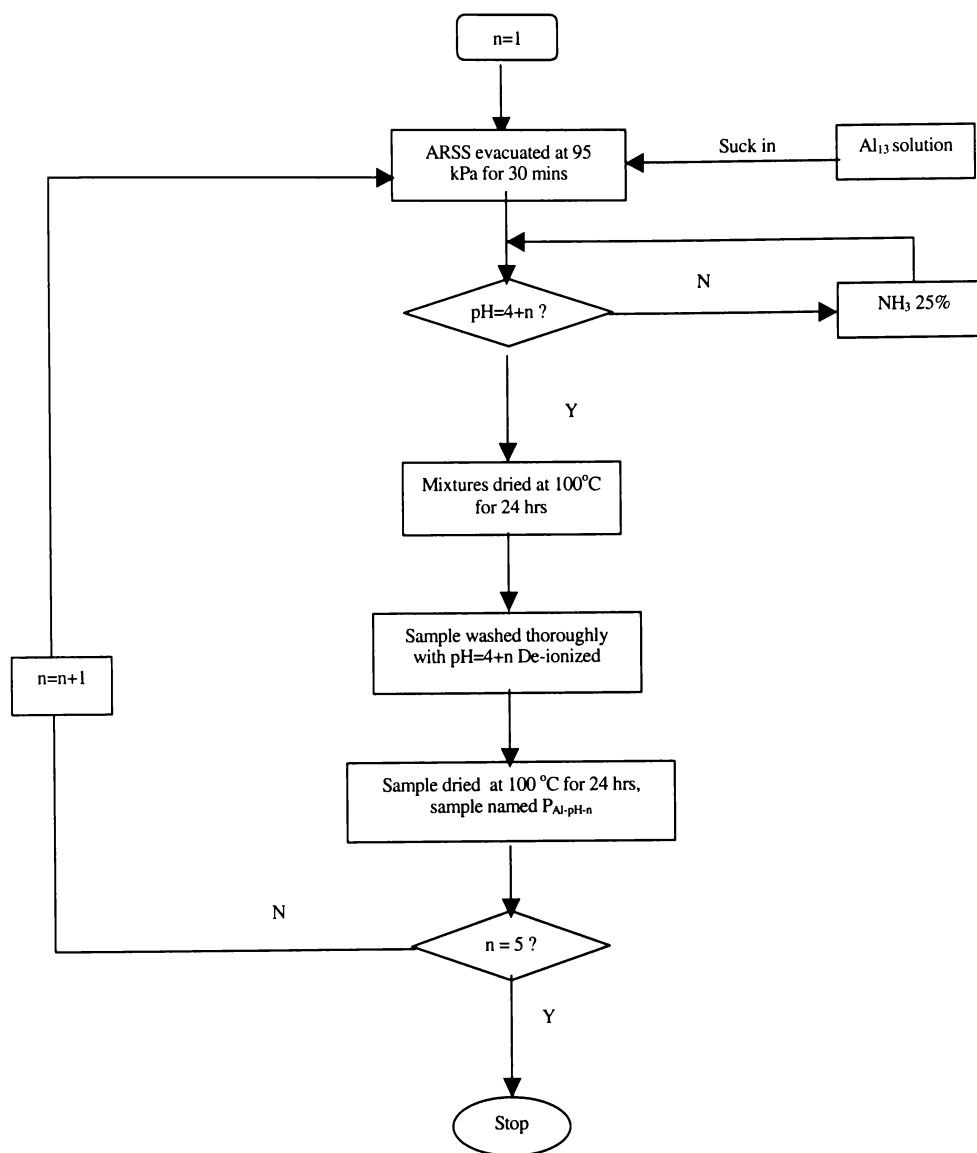 n=1
ARSS evacuated at 95
kPa for 30 mins
Suck in
Al₁₃ solution
pH=4+n ?
N
NH₃ 25%
Y
Mixtures dried at 100°C
for 24 hrs
Sample washed thoroughly
with pH=4+n De-ionized
n=n+1
Sample dried at 100 °C for 24 hrs,
sample named P_Al-pH-n
N
n = 5 ?
Y
Stop